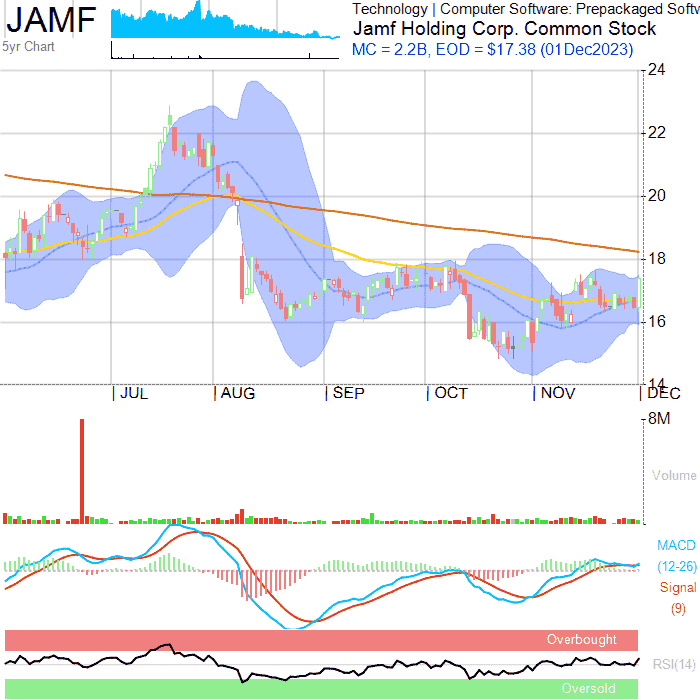 JAMF
5yr Chart
Technology | Computer Software: Prepackaged Softw
Jamf Holding Corp. Common Stock
MC = 2.2B, EOD = $17.38 (01Dec2023)
24
22
20
18
16
14
JUL
AUG
SEP
OCT
NOV
DEC
8M
Volume
MACD
(12-26)
Signal
(9)
Overbought
RSI(14)
Oversold